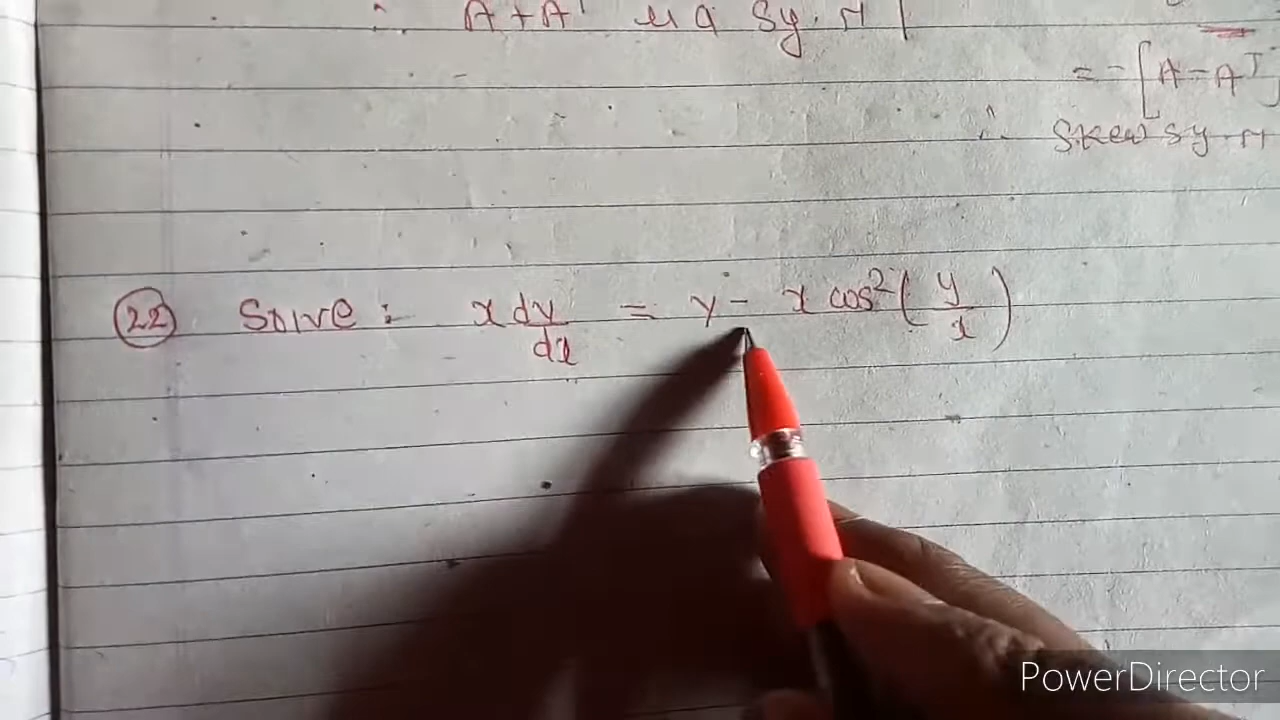 ∴ A+A' is a Sy. M
= -[A-A^T]
∴ Skew Sy. M
(22) Solve : x dy/dx = y - x cos²(y/x)
PowerDirector